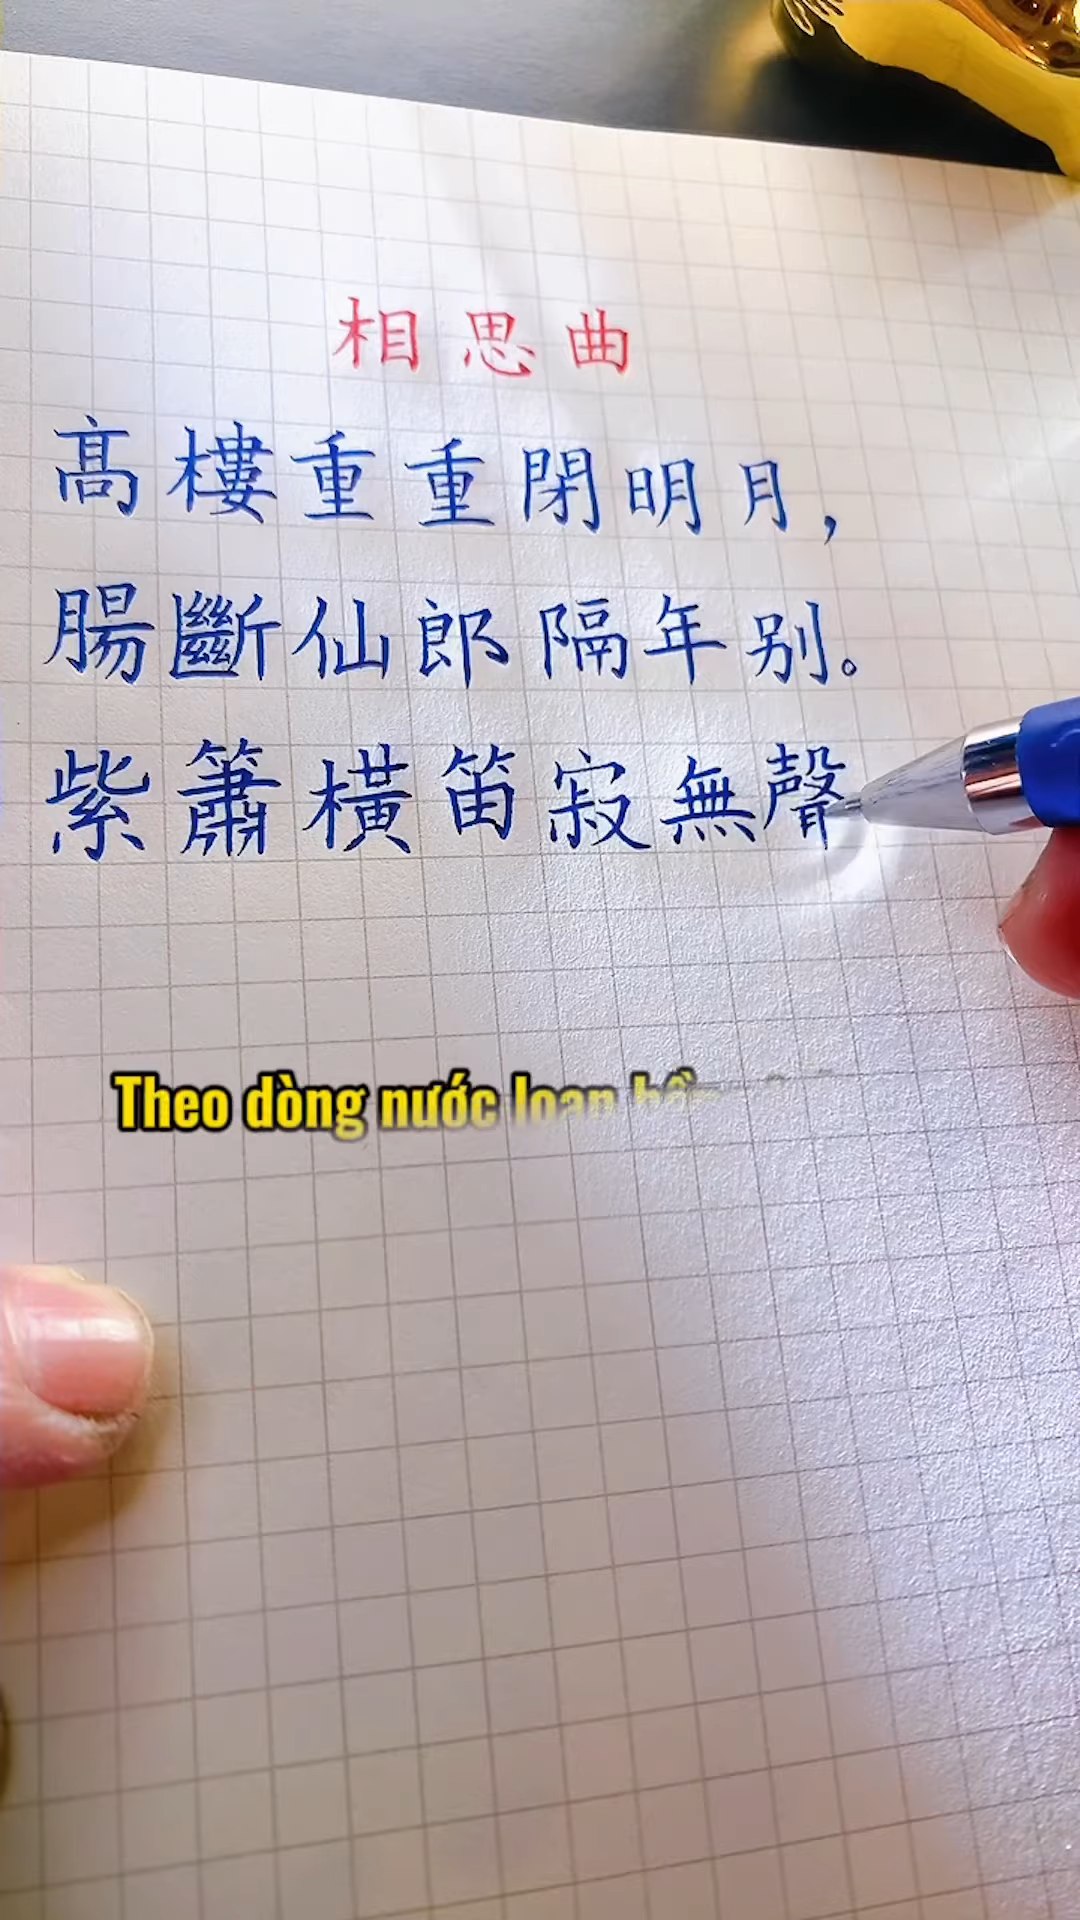 相思曲
高樓重重閉明月,
腸斷仙郎隔年别。
紫簫橫笛寂無聲
Theo dòng nước loan